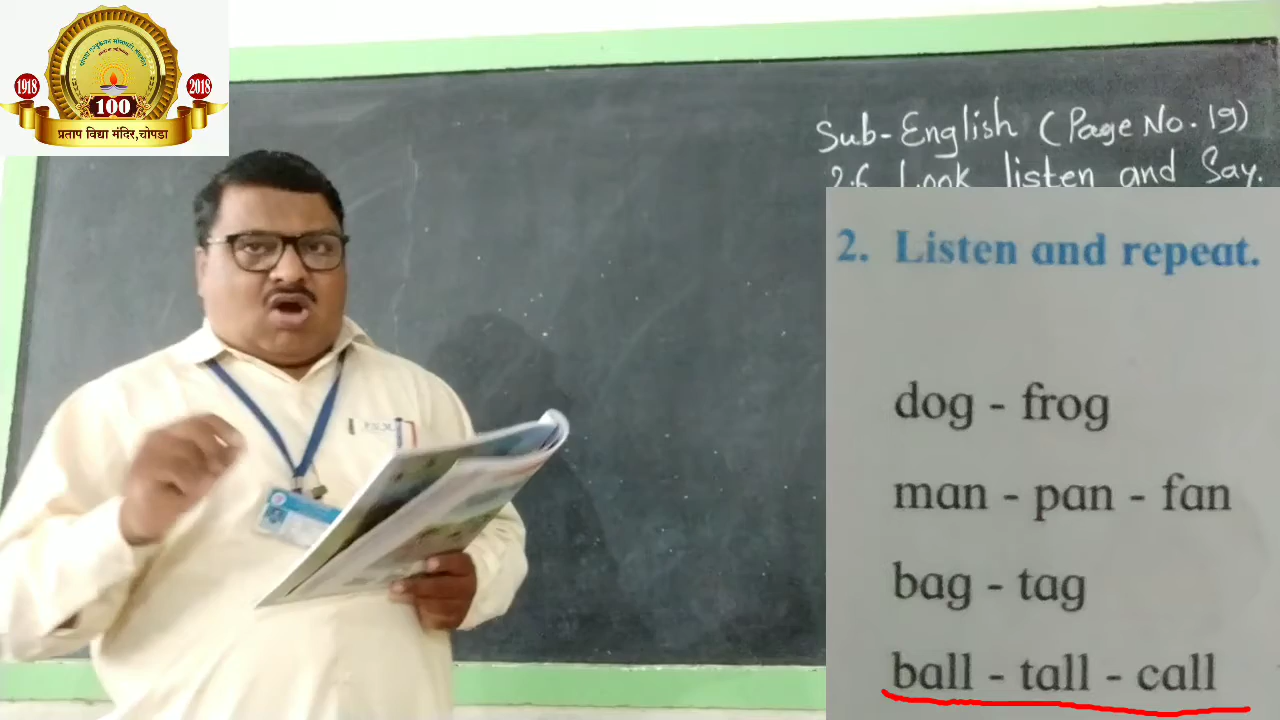 1918
2018
100
प्रताप विद्या मंदिर,चोपडा
Sub-English (Page No. 19)
2.6 Look listen and Say.
2. Listen and repeat.
dog - frog
man - pan - fan
bag - tag
ball - tall - call